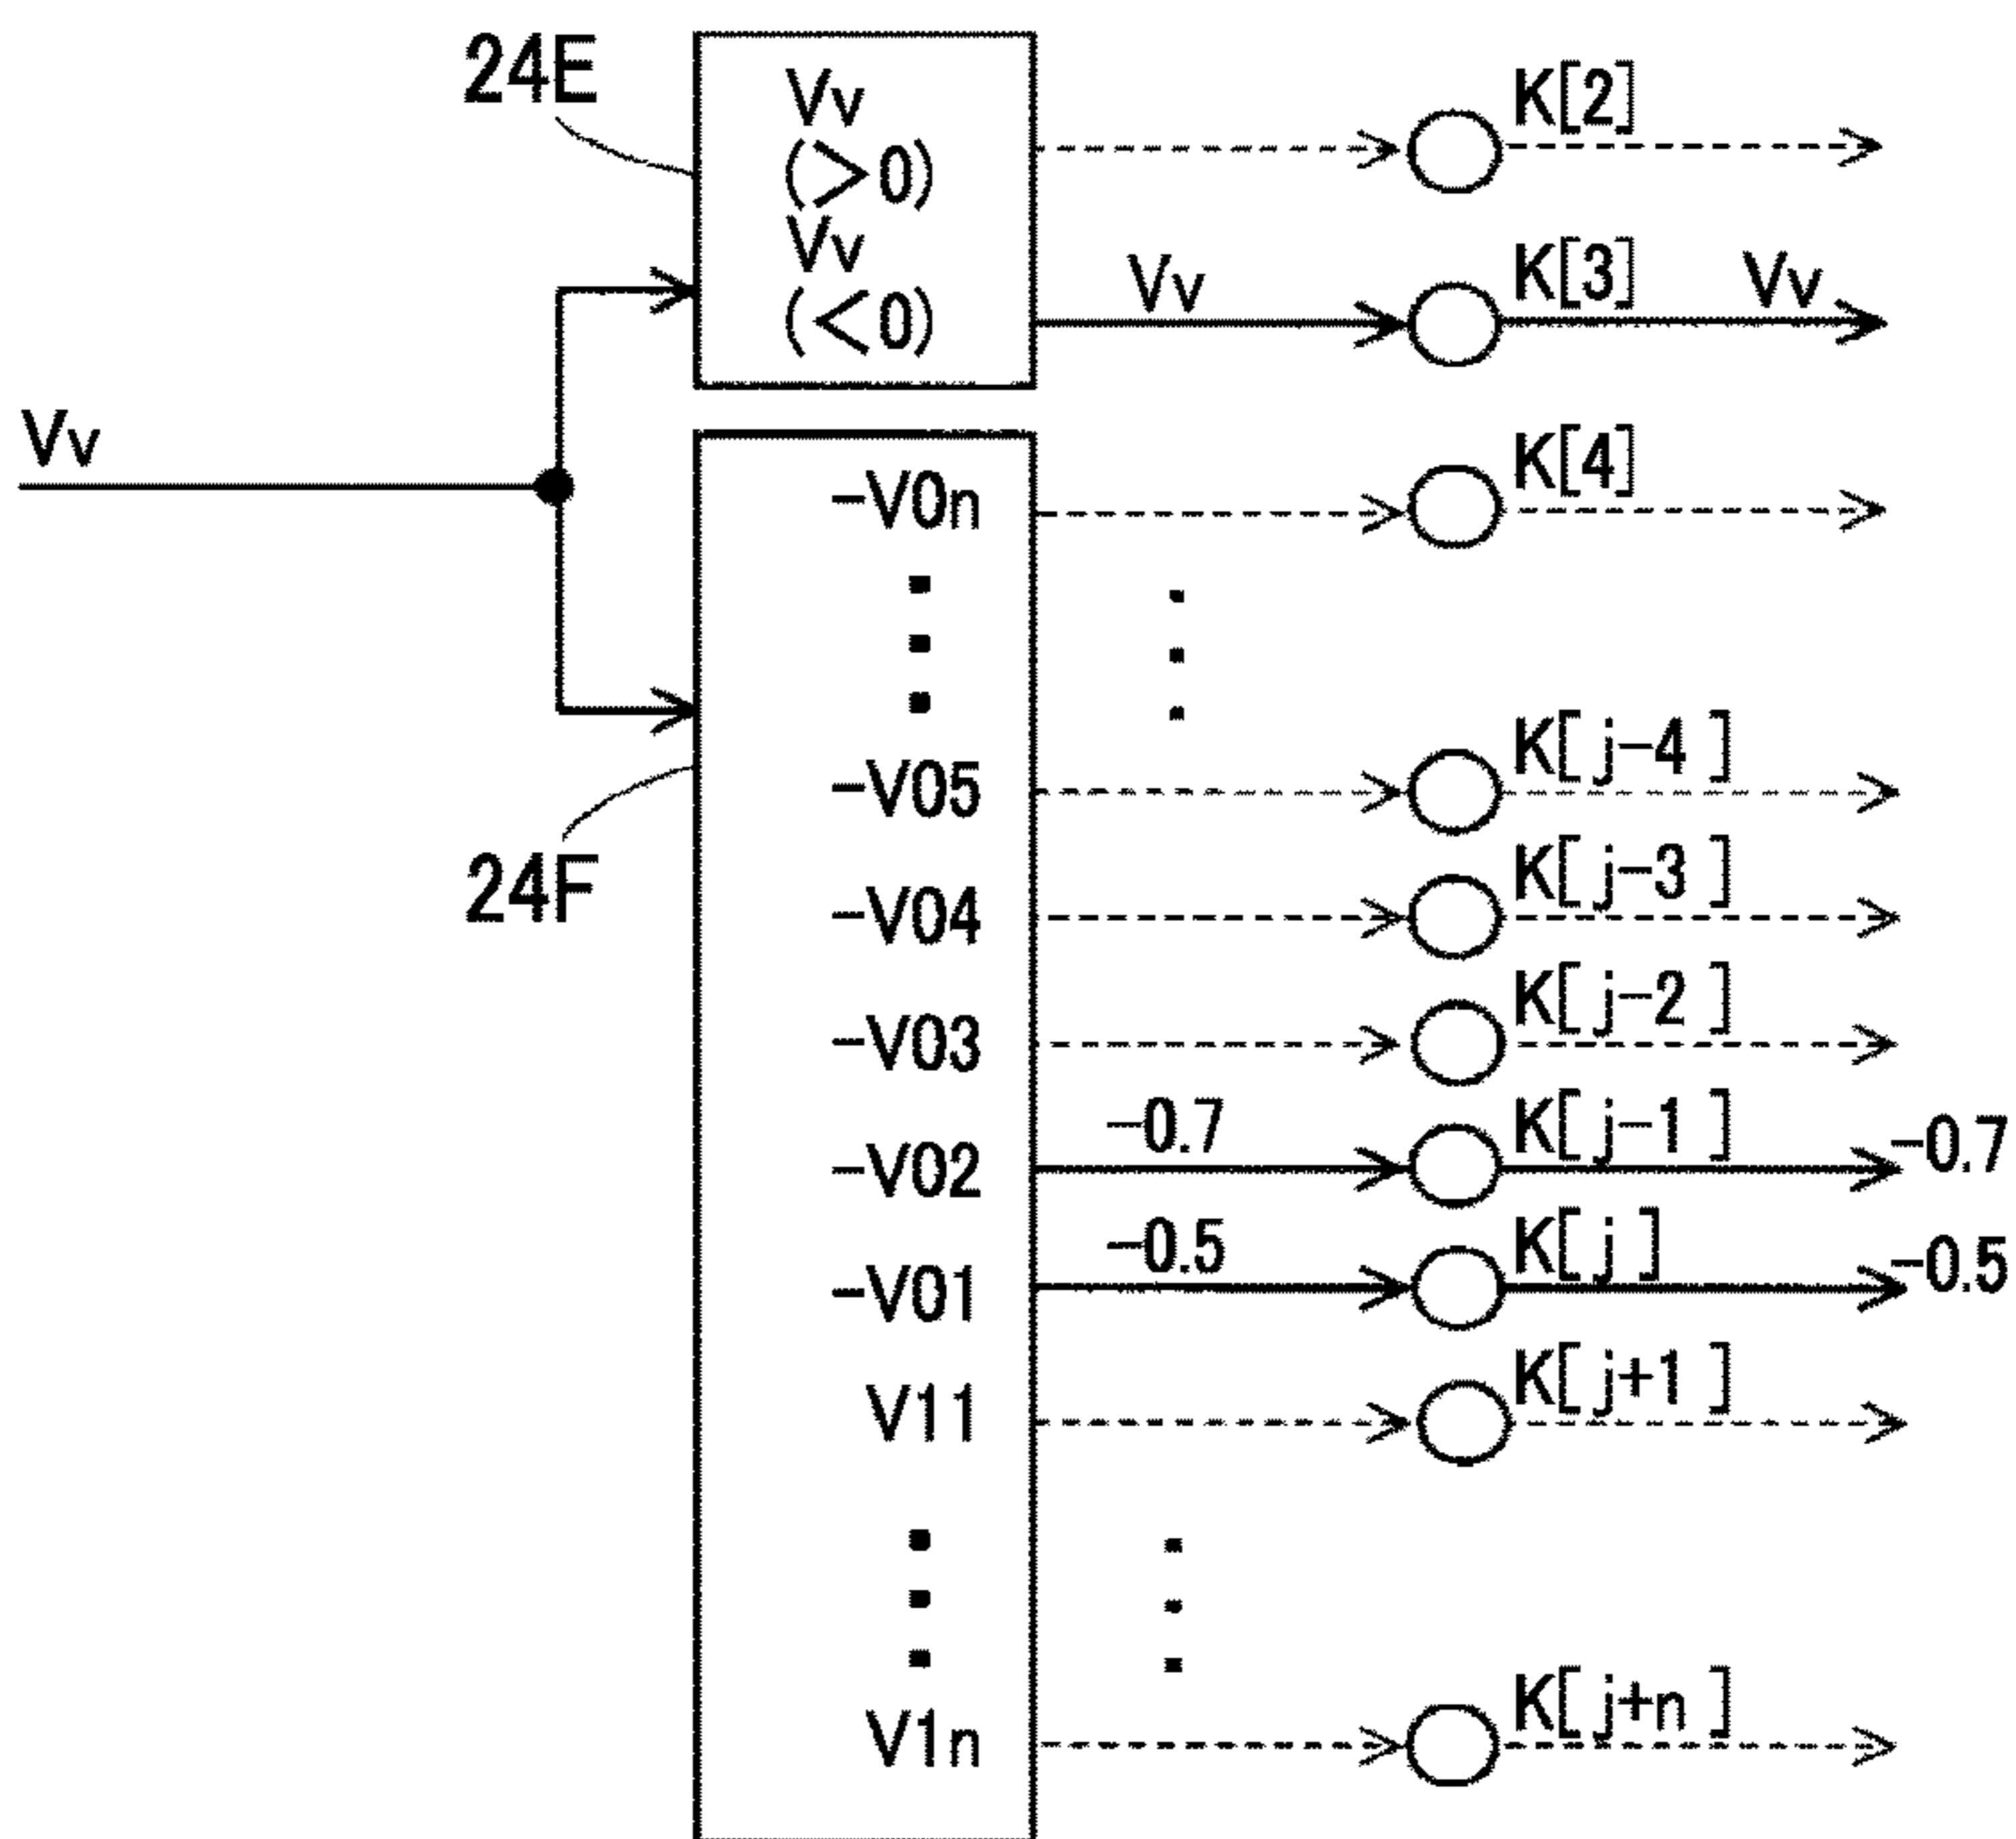 24E
Vv
(>0)
Vv
(<0)
K[2]
Vv
K[3]
Vv
Vv
24F
-V0n
K[4]
-V05
K[j-4]
-V04
K[j-3]
-V03
K[j-2]
-V02
-0.7
K[j-1]
-0.7
-V01
-0.5
K[j]
-0.5
V11
K[j+1]
V1n
K[j+n]